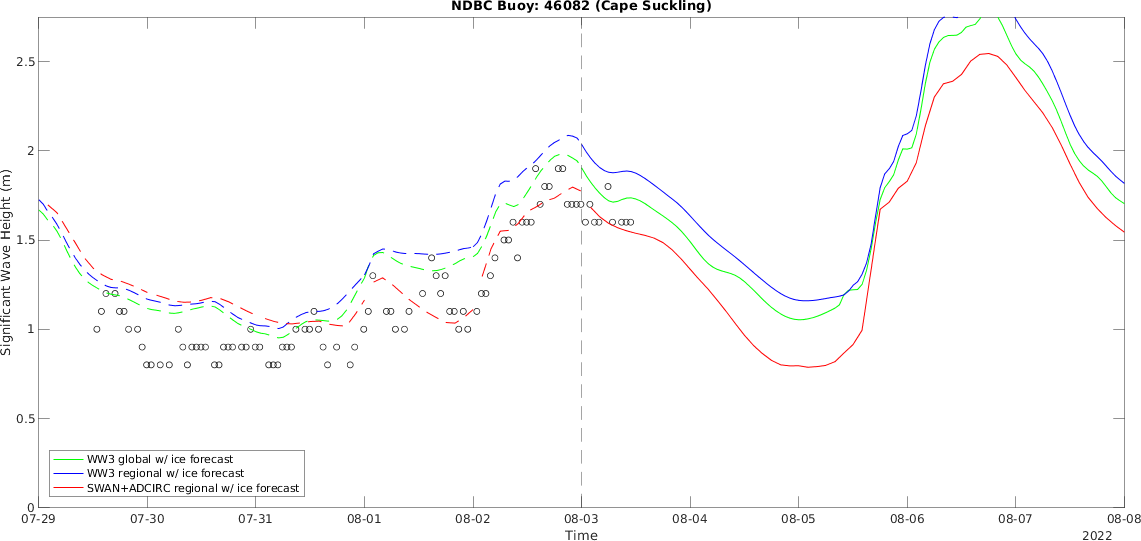 NDBC Buoy: 46082 (Cape Suckling)
2.5
2
1.5
1
0.5
0
Significant Wave Height (m)
WW3 global w/ ice forecast
WW3 regional w/ ice forecast
SWAN+ADCIRC regional w/ ice forecast
07-29 07-30 07-31 08-01 08-02 08-03 08-04 08-05 08-06 08-07 08-08
Time
2022